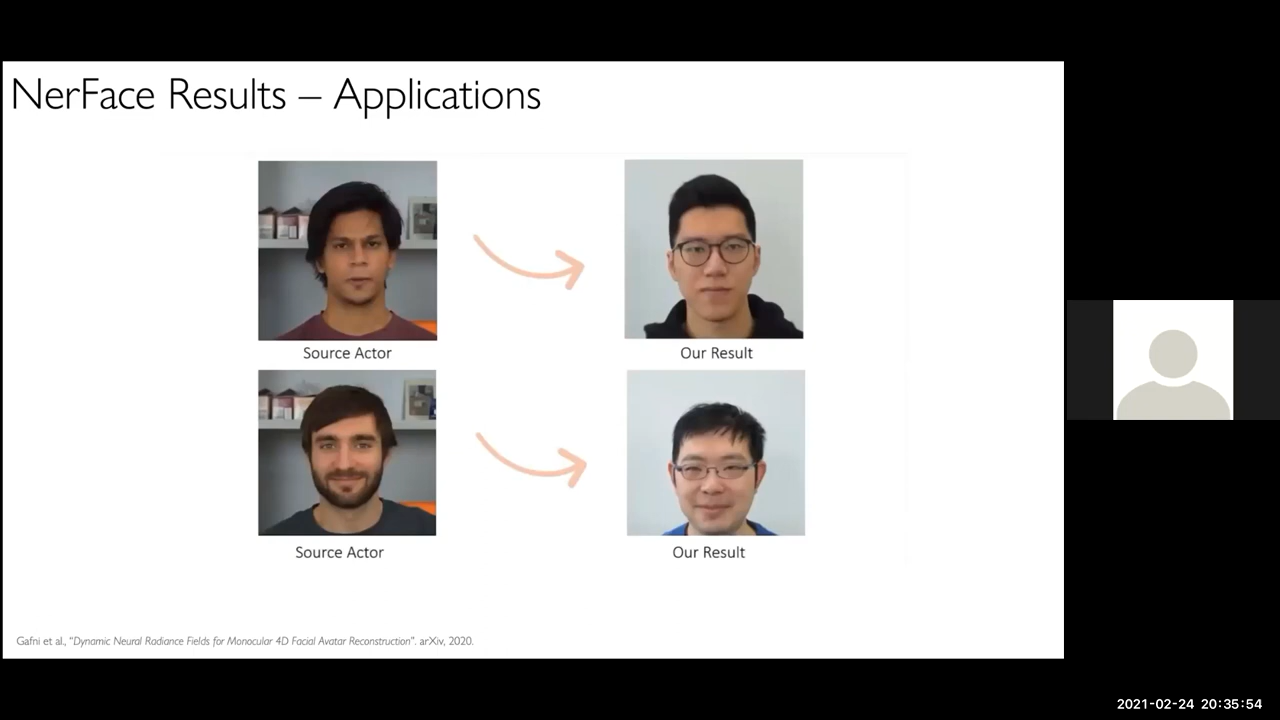 NerFace Results – Applications
Source Actor
Our Result
Source Actor
Our Result
Gafni et al., "Dynamic Neural Radiance Fields for Monocular 4D Facial Avatar Reconstruction". arXiv, 2020.
2021-02-24 20:35:54